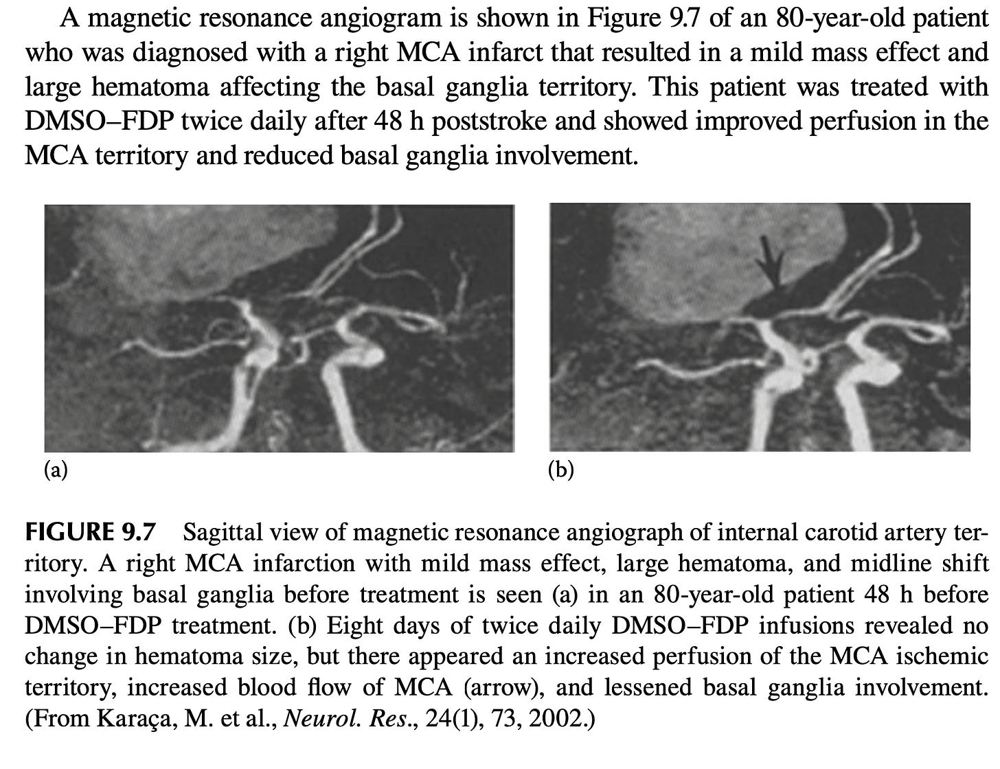 A magnetic resonance angiogram is shown in Figure 9.7 of an 80-year-old patient
who was diagnosed with a right MCA infarct that resulted in a mild mass effect and
large hematoma affecting the basal ganglia territory. This patient was treated with
DMSO–FDP twice daily after 48 h poststroke and showed improved perfusion in the
MCA territory and reduced basal ganglia involvement.
(a)
(b)
FIGURE 9.7 Sagittal view of magnetic resonance angiograph of internal carotid artery ter-
ritory. A right MCA infarction with mild mass effect, large hematoma, and midline shift
involving basal ganglia before treatment is seen (a) in an 80-year-old patient 48 h before
DMSO–FDP treatment. (b) Eight days of twice daily DMSO–FDP infusions revealed no
change in hematoma size, but there appeared an increased perfusion of the MCA ischemic
territory, increased blood flow of MCA (arrow), and lessened basal ganglia involvement.
(From Karaça, M. et al., Neurol. Res., 24(1), 73, 2002.)